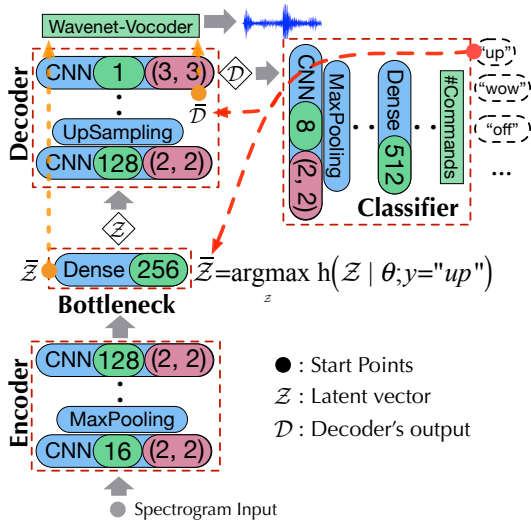 Wavenet-Vocoder
Decoder
CNN 1 (3, 3)
𝒟
𝒟̄
UpSampling
CNN 128 (2, 2)
𝒵
CNN 8 (2, 2)
MaxPooling
Dense 512
#Commands
Classifier
“up”
“wow”
“off”
...
𝒵̄
Dense 256
Bottleneck
𝒵̄=argmax h(𝒵 | θ;y="up")
𝒵
Encoder
CNN 128 (2, 2)
MaxPooling
CNN 16 (2, 2)
Spectrogram Input
: Start Points
𝒵 : Latent vector
𝒟 : Decoder’s output